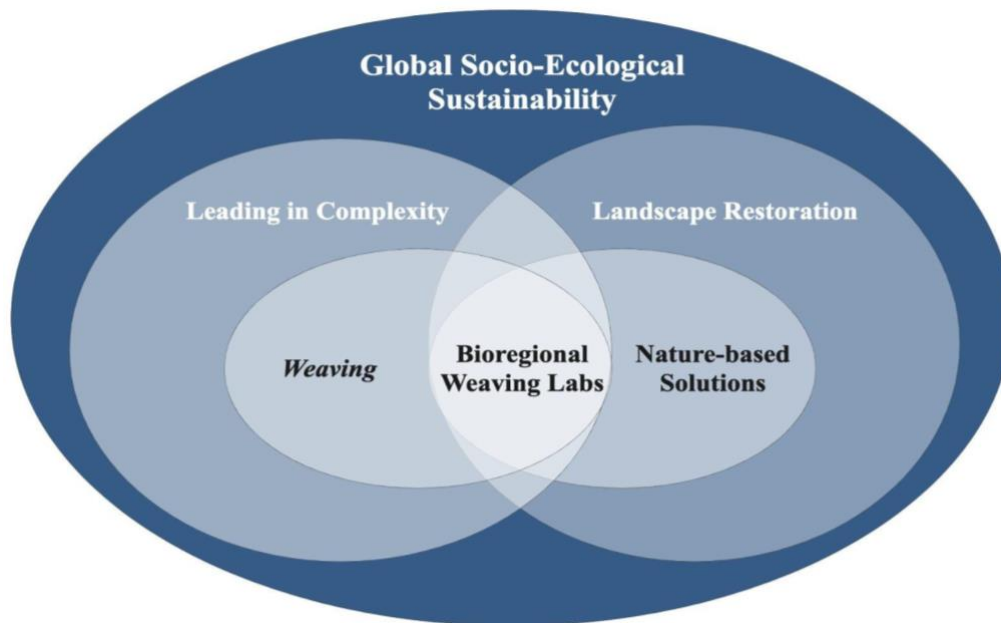 Global Socio-Ecological
Sustainability
Leading in Complexity
Landscape Restoration
Weaving
Bioregional
Weaving Labs
Nature-based
Solutions